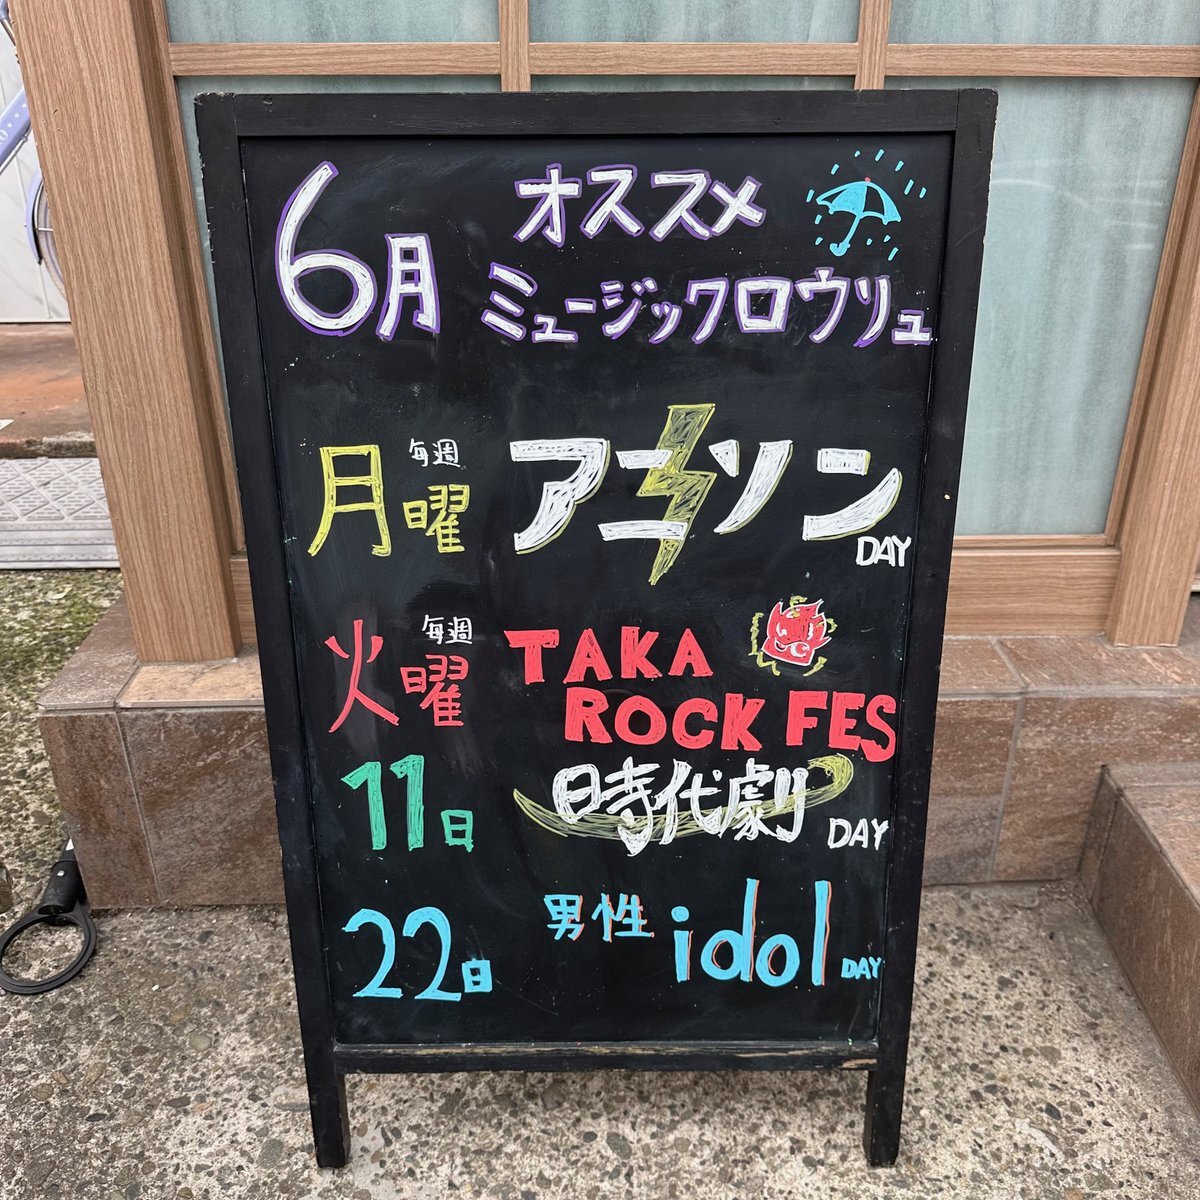 6月
オススメ
ミュージックロウリュ
毎週
月曜
アニソン
DAY
毎週
火曜
TAKA
ROCK FES
11日
時代劇
DAY
22日
男性 idol DAY